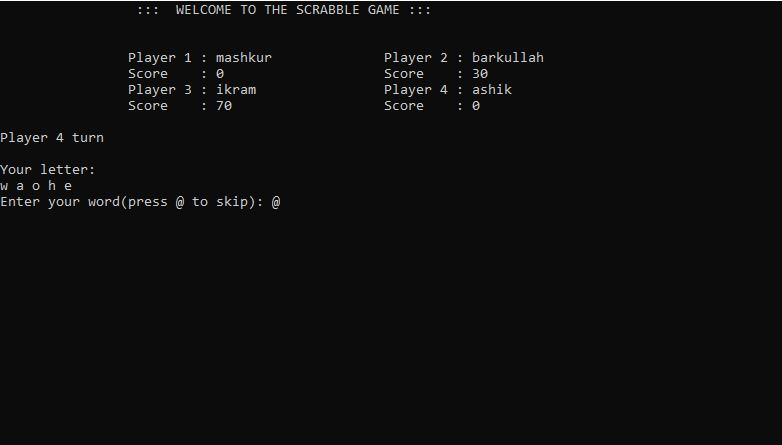 ::: WELCOME TO THE SCRABBLE GAME :::
Player 1 : mashkur Player 2 : barkullah
Score : 0 Score : 30
Player 3 : ikram Player 4 : ashik
Score : 70 Score : 0
Player 4 turn
Your letter:
w a o h e
Enter your word(press @ to skip): @